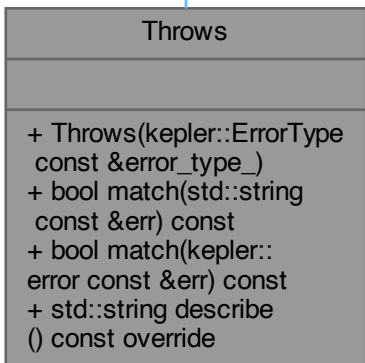 Throws
+ Throws(kepler::ErrorType
const &error_type_)
+ bool match(std::string
const &err) const
+ bool match(kepler::
error const &err) const
+ std::string describe
() const override